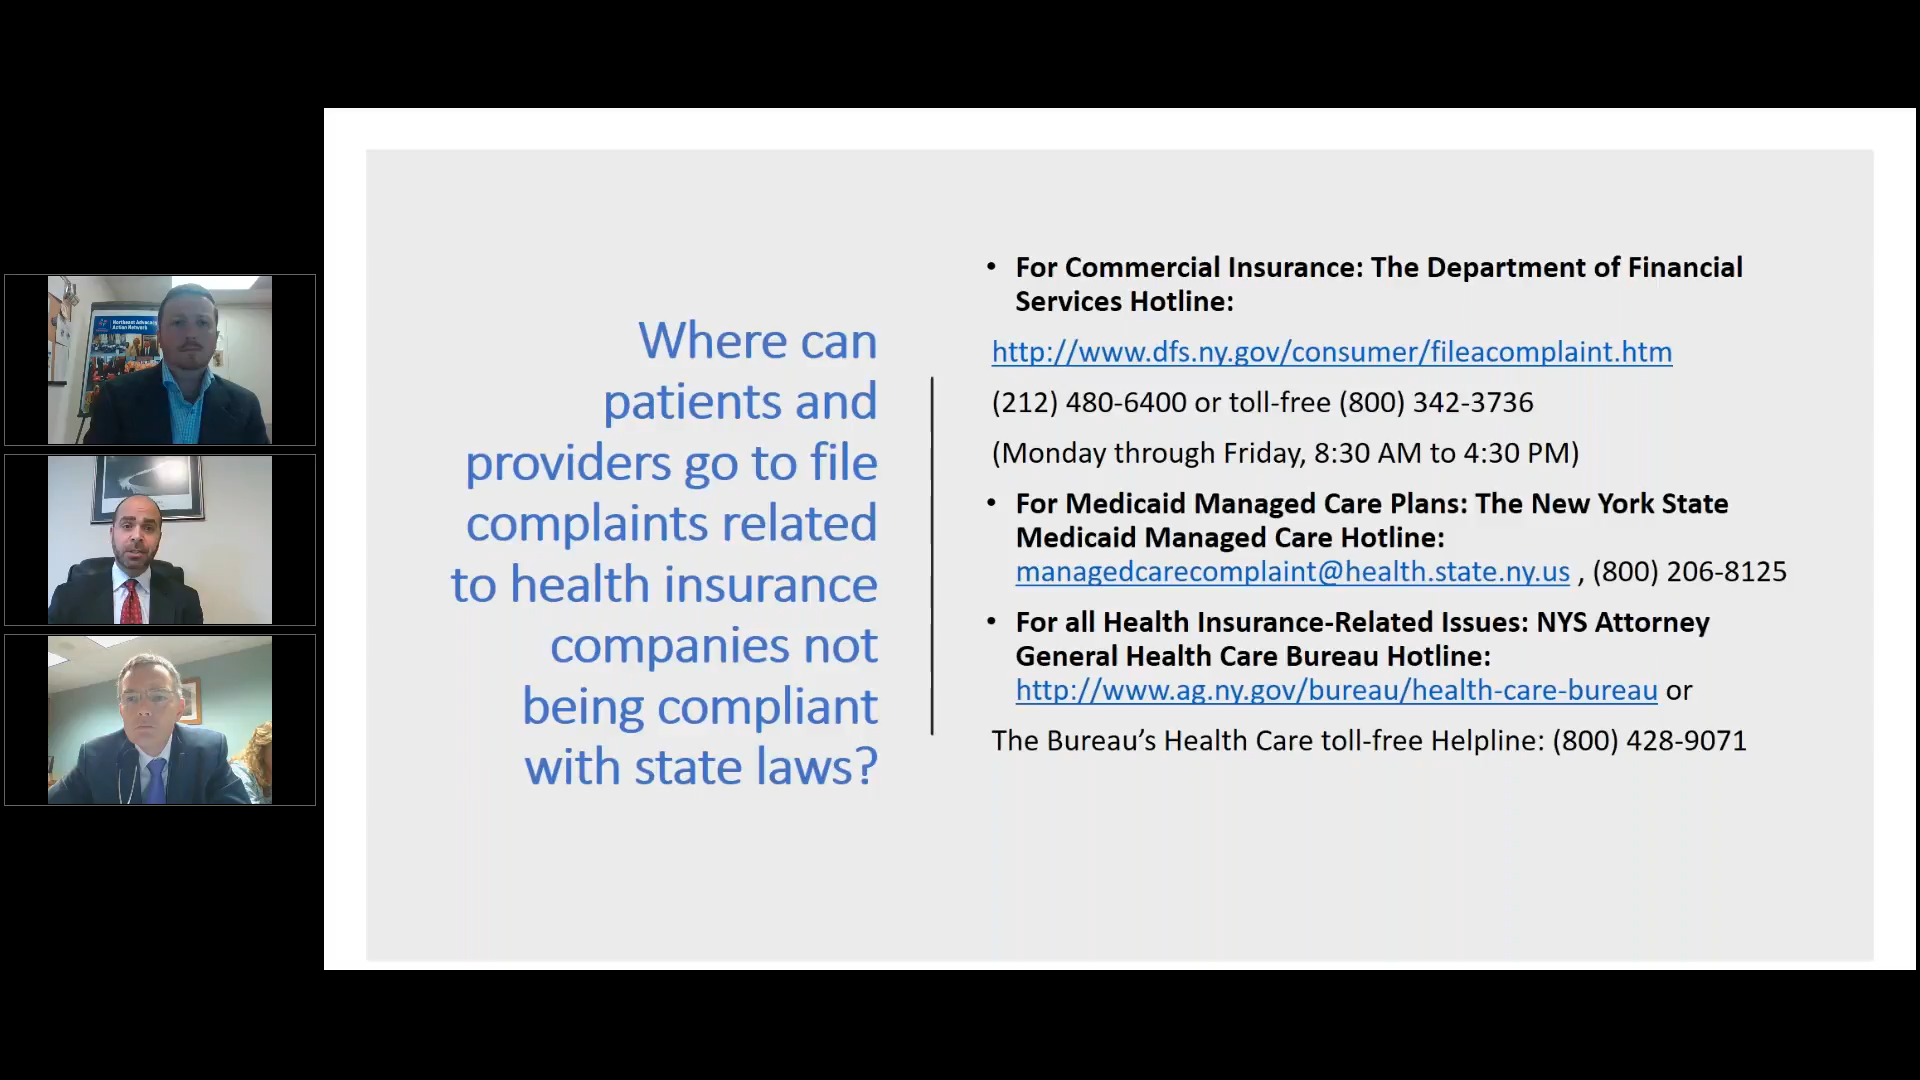 Northeast Advocacy
Action Network
Where can
patients and
providers go to file
complaints related
to health insurance
companies not
being compliant
with state laws?
• For Commercial Insurance: The Department of Financial
Services Hotline:
http://www.dfs.ny.gov/consumer/fileacomplaint.htm
(212) 480-6400 or toll-free (800) 342-3736
(Monday through Friday, 8:30 AM to 4:30 PM)
• For Medicaid Managed Care Plans: The New York State
Medicaid Managed Care Hotline:
managedcarecomplaint@health.state.ny.us , (800) 206-8125
• For all Health Insurance-Related Issues: NYS Attorney
General Health Care Bureau Hotline:
http://www.ag.ny.gov/bureau/health-care-bureau or
The Bureau’s Health Care toll-free Helpline: (800) 428-9071